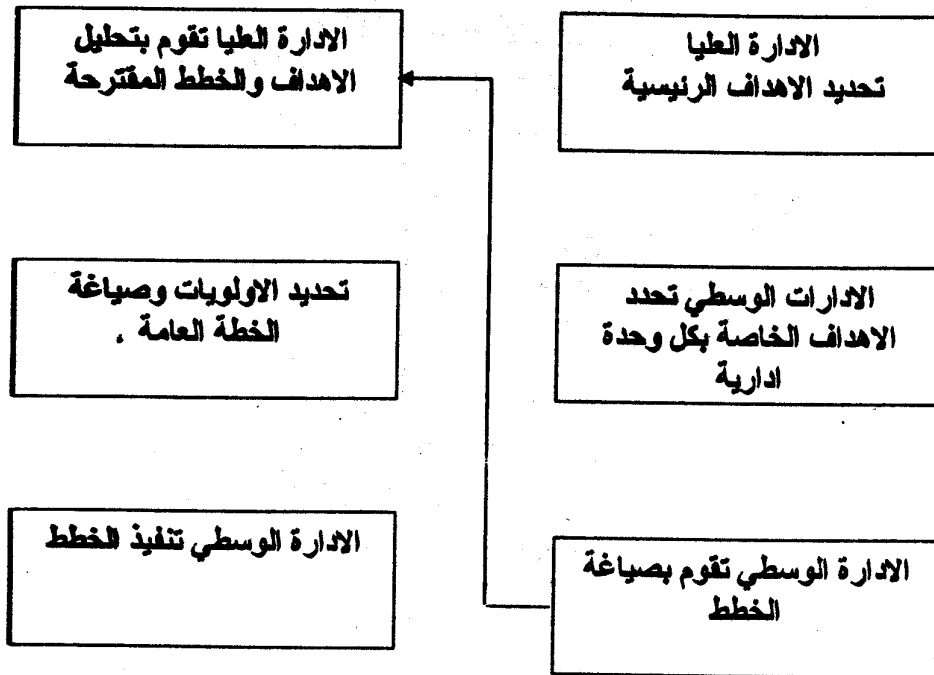 الادارة العليا
تحديد الاهداف الرئيسية
الادارات الوسطي تحدد
الاهداف الخاصة بكل وحدة
ادارية
الادارة الوسطي تقوم بصياغة
الخطط
الادارة العليا تقوم بتحليل
الاهداف والخطط المقترحة
تحديد الاولويات وصياغة
الخطة العامة .
الادارة الوسطي تنفيذ الخطط